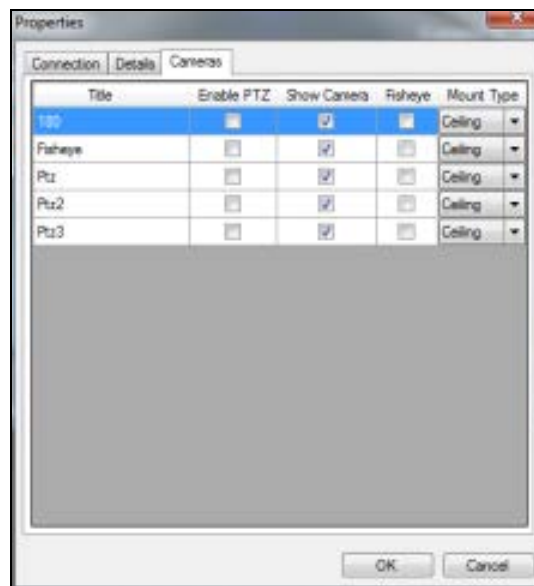 Properties
Connection Details Cameras
Title Enable PTZ Show Camera Fisheye Mount Type
180 Ceiling
Fisheye Ceiling
Ptz Ceiling
Ptz2 Ceiling
Ptz3 Ceiling
OK Cancel